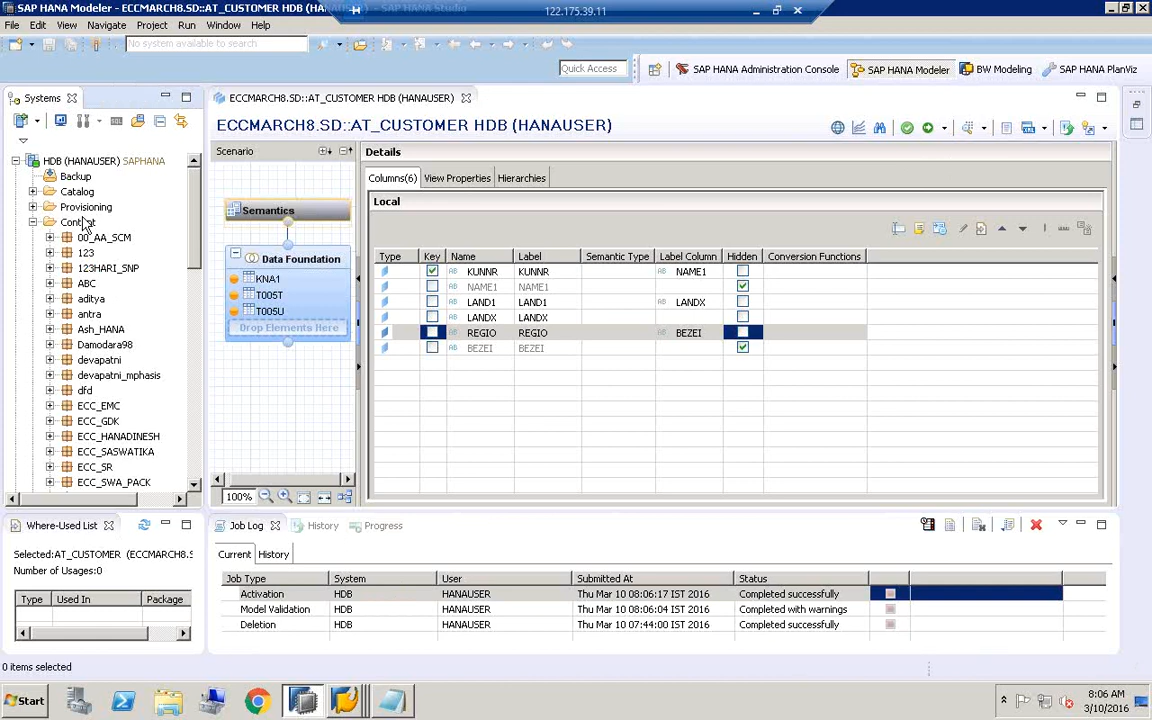 SAP HANA Modeler - ECCMARCH8.SD::AT_CUSTOMER HDB (HANAUSER)
122.175.39.11
File Edit View Navigate Project Run Window Help
No system available to search
Quick Access
SAP HANA Administration Console
SAP HANA Modeler
BW Modeling
SAP HANA PlanViz
Systems
ECCMARCH8.SD::AT_CUSTOMER HDB (HANAUSER)
ECCMARCH8.SD::AT_CUSTOMER HDB (HANAUSER)
HDB (HANAUSER) SAPHANA
Backup
Catalog
Provisioning
Content
00_AA_SCM
123
123HARI_SNP
ABC
aditya
antra
Ash_HANA
Damodara98
devapatni
devapatni_mphasis
dfd
ECC_EMC
ECC_GDK
ECC_HANADINESH
ECC_SASWATIKA
ECC_SR
ECC_SWA_PACK
Scenario
Semantics
Data Foundation
KNA1
T005T
T005U
Drop Elements Here
100%
Details
Columns(6) View Properties Hierarchies
Local
Type Key Name Label Semantic Type Label Column Hidden Conversion Functions
KUNNR KUNNR NAME1
NAME1 NAME1
LAND1 LAND1 LANDX
LANDX LANDX
REGIO REGIO BEZEI
BEZEI BEZEI
Where-Used List
Selected:AT_CUSTOMER (ECCMARCH8.S
Number of Usages:0
Type Used In Package
Job Log History Progress
Current History
Job Type System User Submitted At Status
Activation HDB HANAUSER Thu Mar 10 08:06:17 IST 2016 Completed successfully
Model Validation HDB HANAUSER Thu Mar 10 08:06:04 IST 2016 Completed with warnings
Deletion HDB HANAUSER Thu Mar 10 07:44:00 IST 2016 Completed successfully
0 items selected
Start
8:06 AM
3/10/2016